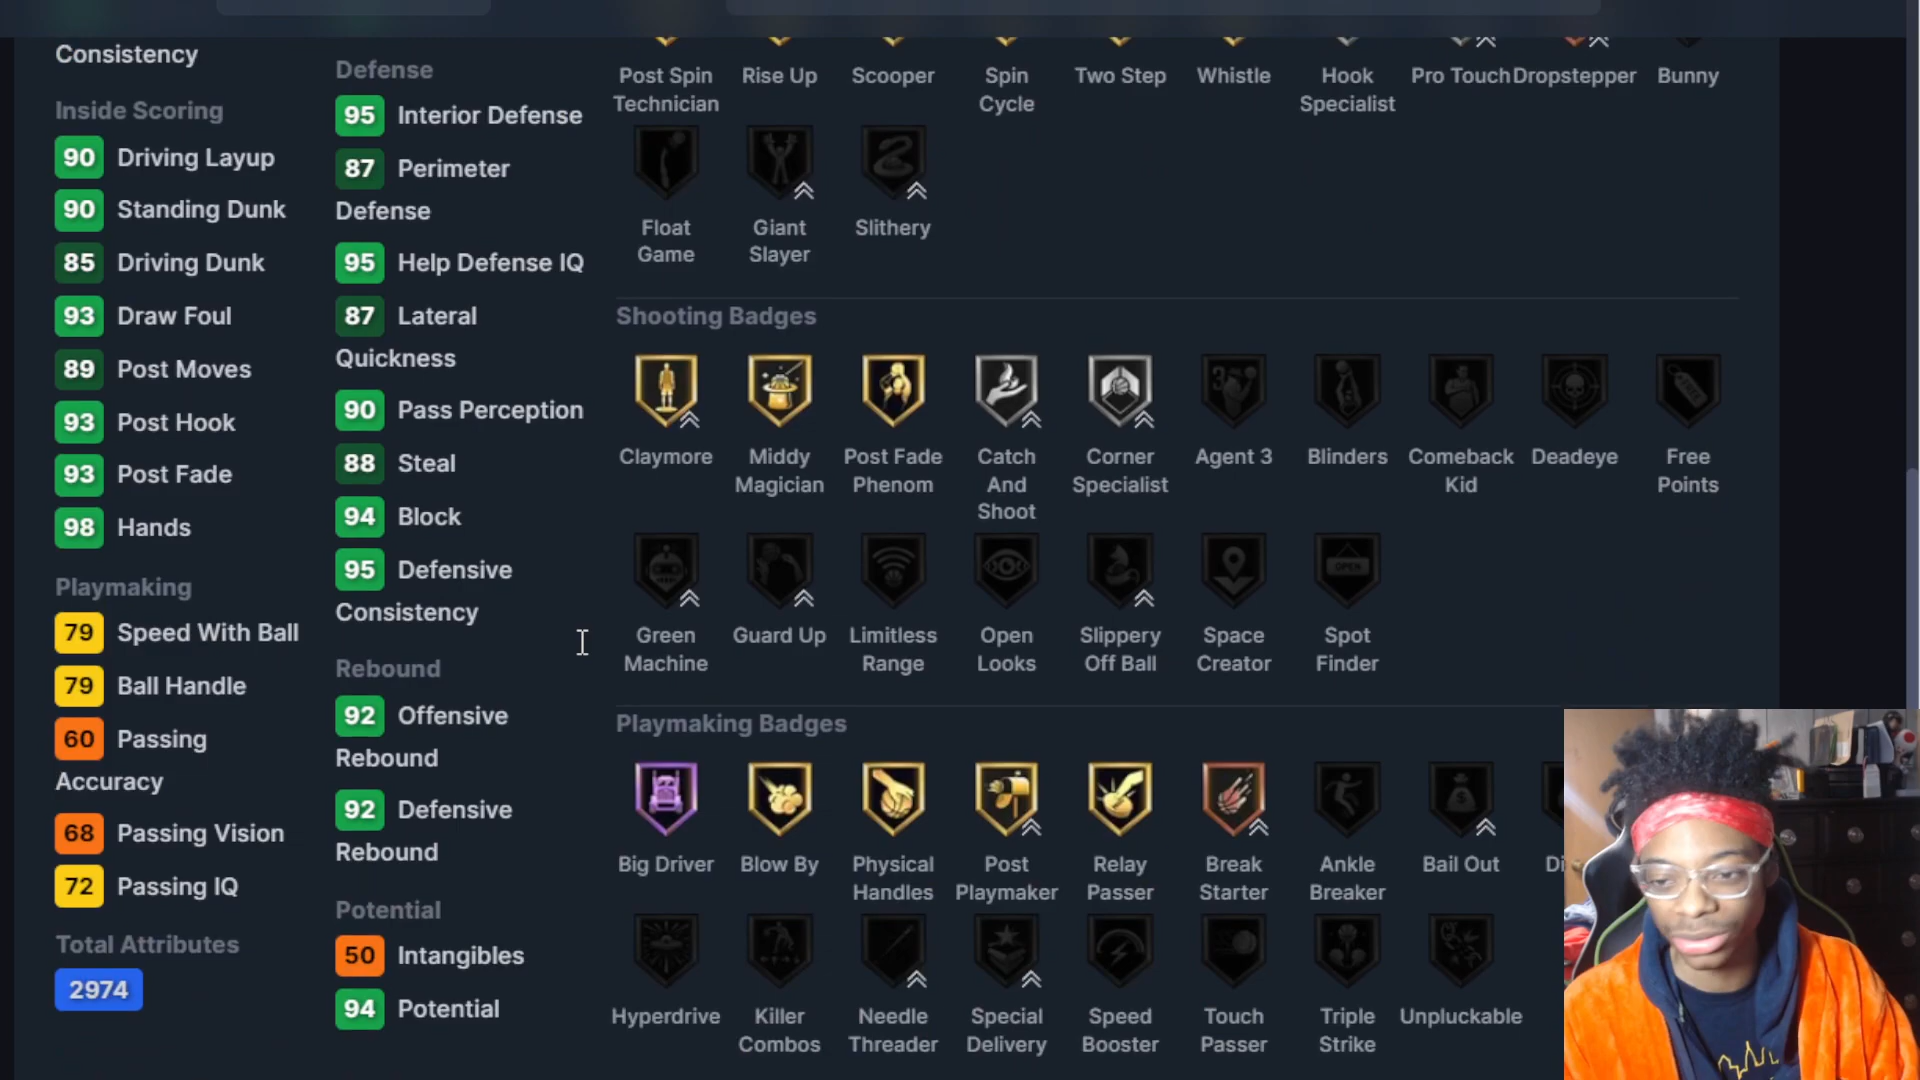 Consistency
Inside Scoring
90 Driving Layup
90 Standing Dunk
85 Driving Dunk
93 Draw Foul
89 Post Moves
93 Post Hook
93 Post Fade
98 Hands
Playmaking
79 Speed With Ball
79 Ball Handle
60 Passing
Accuracy
68 Passing Vision
72 Passing IQ
Total Attributes
2974
Defense
95 Interior Defense
87 Perimeter
Defense
95 Help Defense IQ
87 Lateral
Quickness
90 Pass Perception
88 Steal
94 Block
95 Defensive
Consistency
Rebound
92 Offensive
Rebound
92 Defensive
Rebound
Potential
50 Intangibles
94 Potential
Post Spin
Technician
Rise Up
Scooper
Spin
Cycle
Two Step
Whistle
Hook
Specialist
Pro Touch
Dropstepper
Bunny
Float
Game
Giant
Slayer
Slithery
Shooting Badges
Claymore
Middy
Magician
Post Fade
Phenom
Catch
And
Shoot
Corner
Specialist
Agent 3
Blinders
Comeback
Kid
Deadeye
Free
Points
Green
Machine
Guard Up
Limitless
Range
Open
Looks
Slippery
Off Ball
Space
Creator
Spot
Finder
Playmaking Badges
Big Driver
Blow By
Physical
Handles
Post
Playmaker
Relay
Passer
Break
Starter
Ankle
Breaker
Bail Out
Hyperdrive
Killer
Combos
Needle
Threader
Special
Delivery
Speed
Booster
Touch
Passer
Triple
Strike
Unpluckable